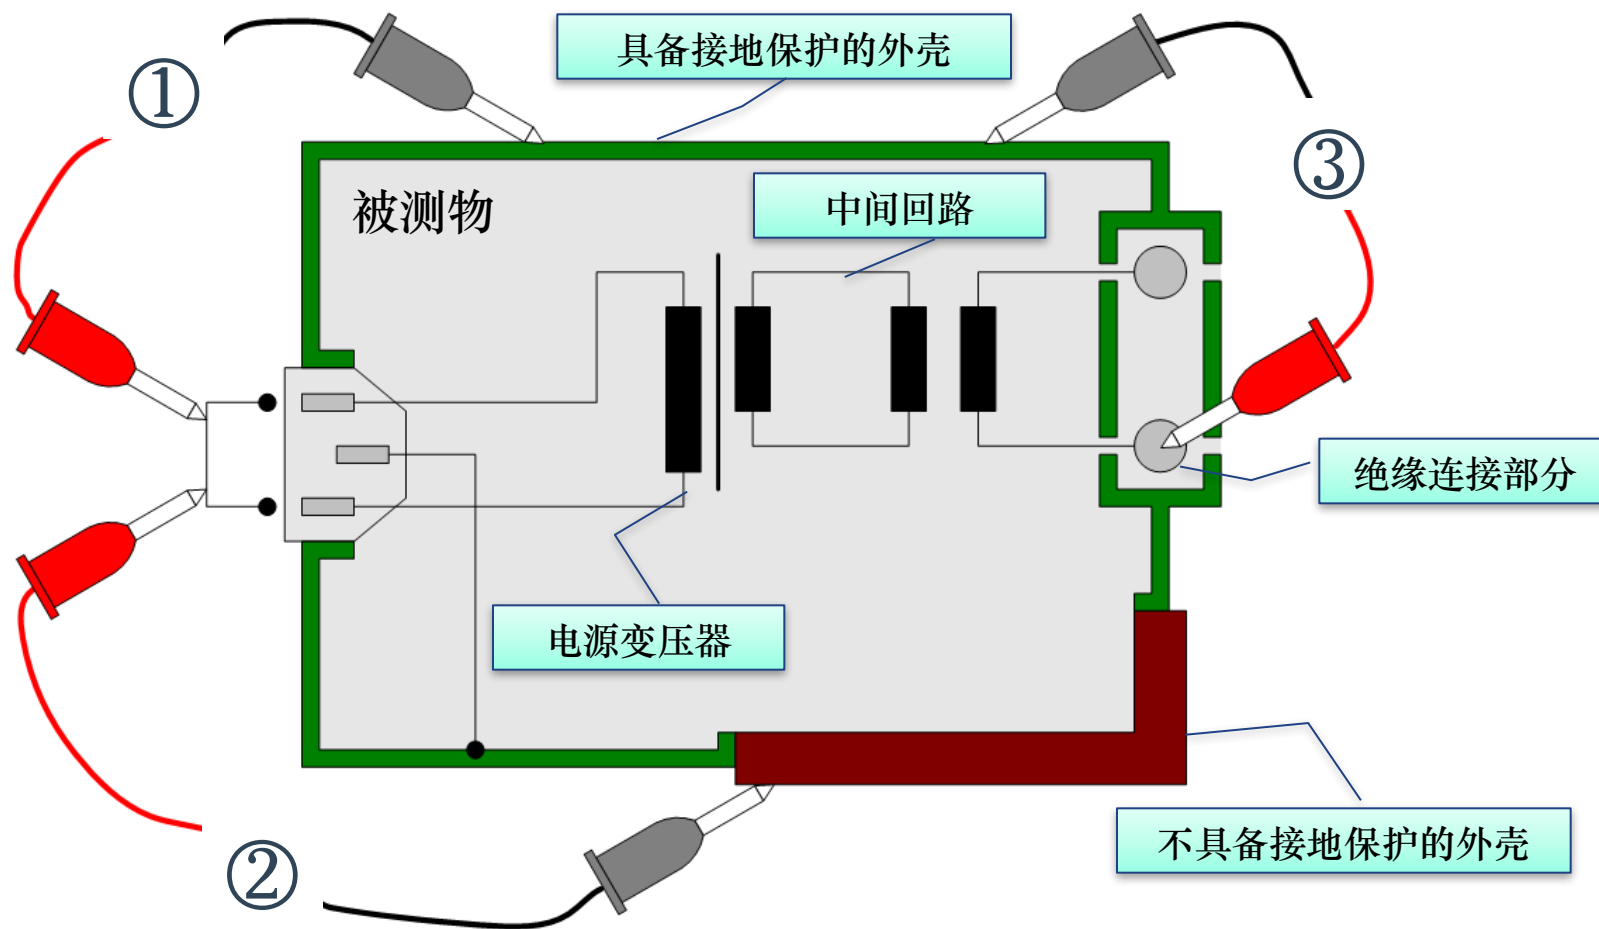 具备接地保护的外壳
①
③
被测物
中间回路
绝缘连接部分
电源变压器
不具备接地保护的外壳
②